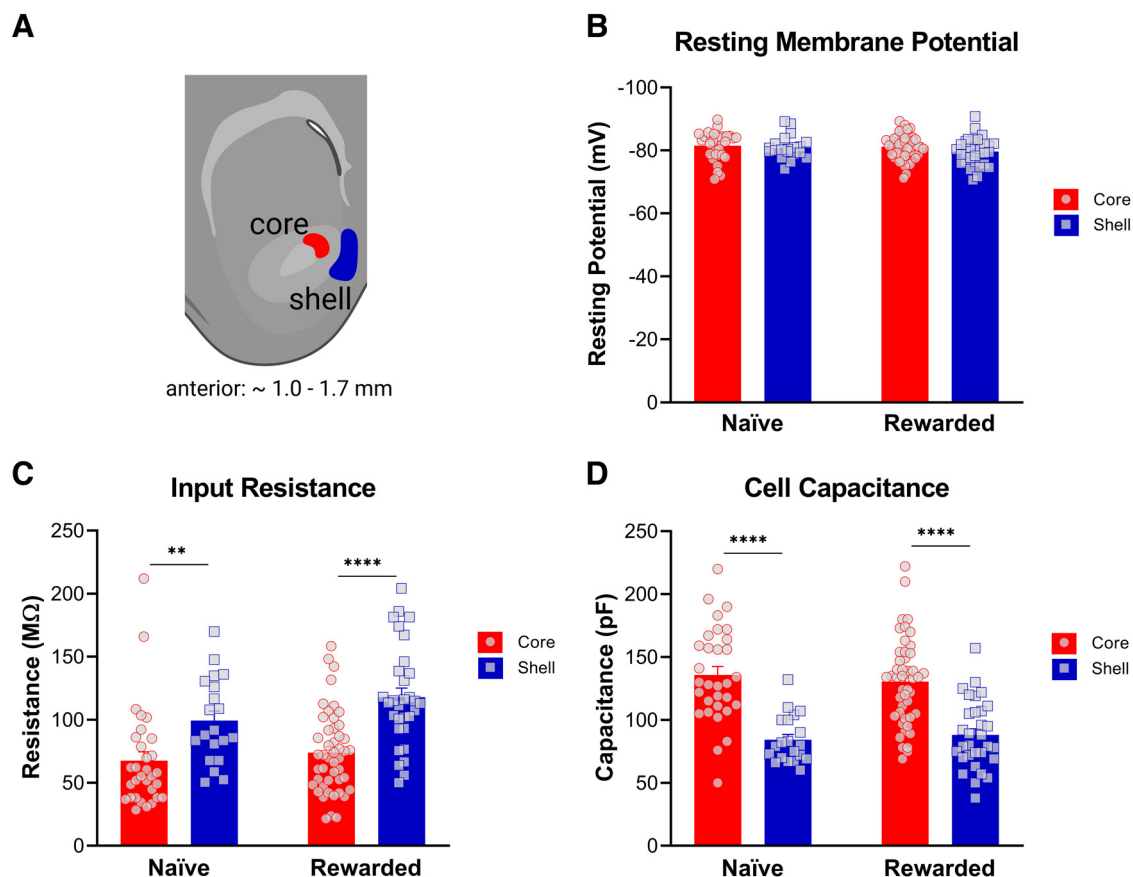 A
core
shell
anterior: ~ 1.0 - 1.7 mm
B
Resting Membrane Potential
Resting Potential (mV)
-100
-80
-60
-40
-20
0
Naïve
Rewarded
Core
Shell
C
Input Resistance
Resistance (MΩ)
250
200
150
100
50
0
**
****
Naïve
Rewarded
Core
Shell
D
Cell Capacitance
Capacitance (pF)
250
200
150
100
50
0
****
****
Naïve
Rewarded
Core
Shell